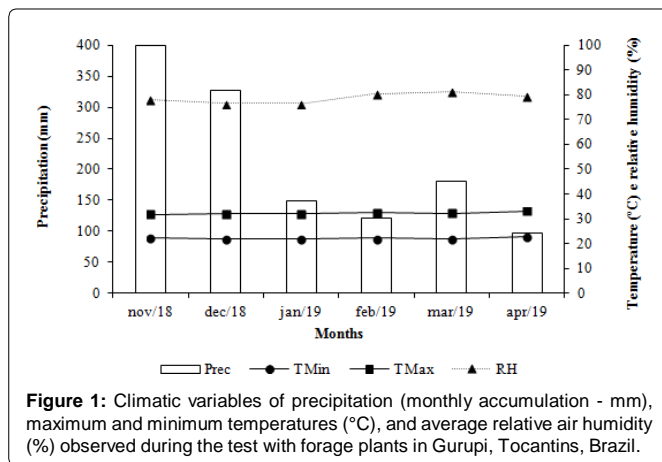 400
350
300
250
200
150
100
50
0
Precipitation (mm)
100
90
80
70
60
50
40
30
20
10
0
Temperature (°C) e relative humidity (%)
nov/18 dec/18 jan/19 feb/19 mar/19 apr/19
Months
Prec TMin TMax RH
Figure 1: Climatic variables of precipitation (monthly accumulation - mm),
maximum and minimum temperatures (°C), and average relative air humidity
(%) observed during the test with forage plants in Gurupi, Tocantins, Brazil.